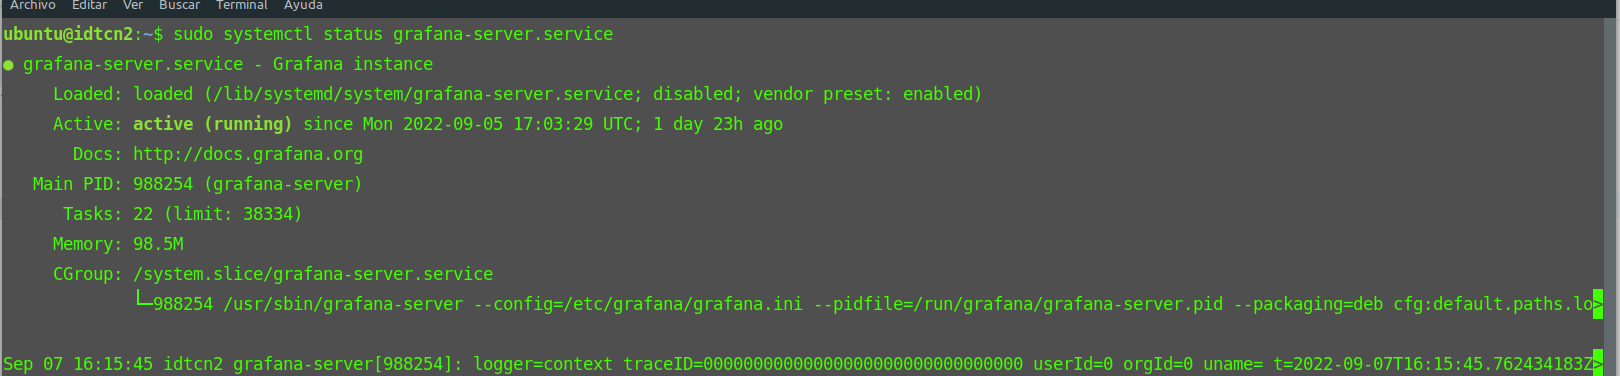 Archivo Editar Ver Buscar Terminal Ayuda
ubuntu@idtcn2:~$ sudo systemctl status grafana-server.service
● grafana-server.service - Grafana instance
Loaded: loaded (/lib/systemd/system/grafana-server.service; disabled; vendor preset: enabled)
Active: active (running) since Mon 2022-09-05 17:03:29 UTC; 1 day 23h ago
Docs: http://docs.grafana.org
Main PID: 988254 (grafana-server)
Tasks: 22 (limit: 38334)
Memory: 98.5M
CGroup: /system.slice/grafana-server.service
└─988254 /usr/sbin/grafana-server --config=/etc/grafana/grafana.ini --pidfile=/run/grafana/grafana-server.pid --packaging=deb cfg:default.paths.lo>
Sep 07 16:15:45 idtcn2 grafana-server[988254]: logger=context traceID=00000000000000000000000000000000 userId=0 orgId=0 uname= t=2022-09-07T16:15:45.762434183Z>